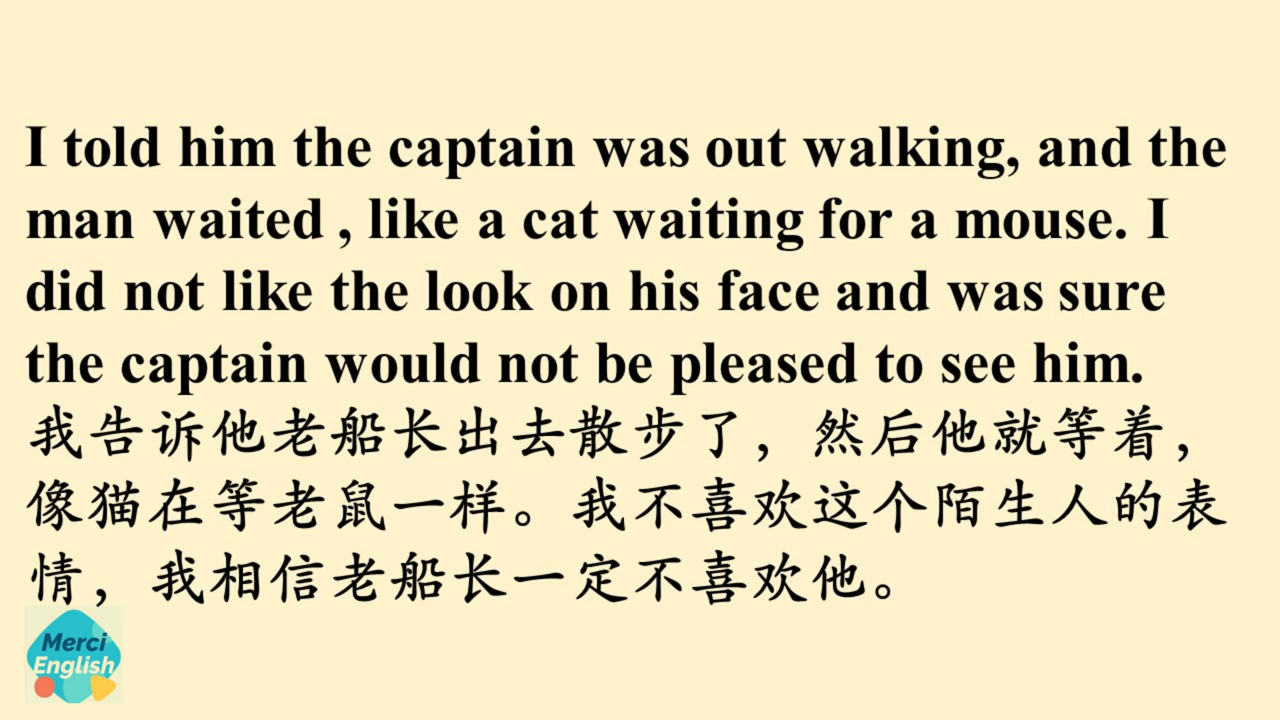 I told him the captain was out walking, and the
man waited , like a cat waiting for a mouse. I
did not like the look on his face and was sure
the captain would not be pleased to see him.
我告诉他老船长出去散步了，然后他就等着，
像猫在等老鼠一样。我不喜欢这个陌生人的表
情，我相信老船长一定不喜欢他。
Merci
English